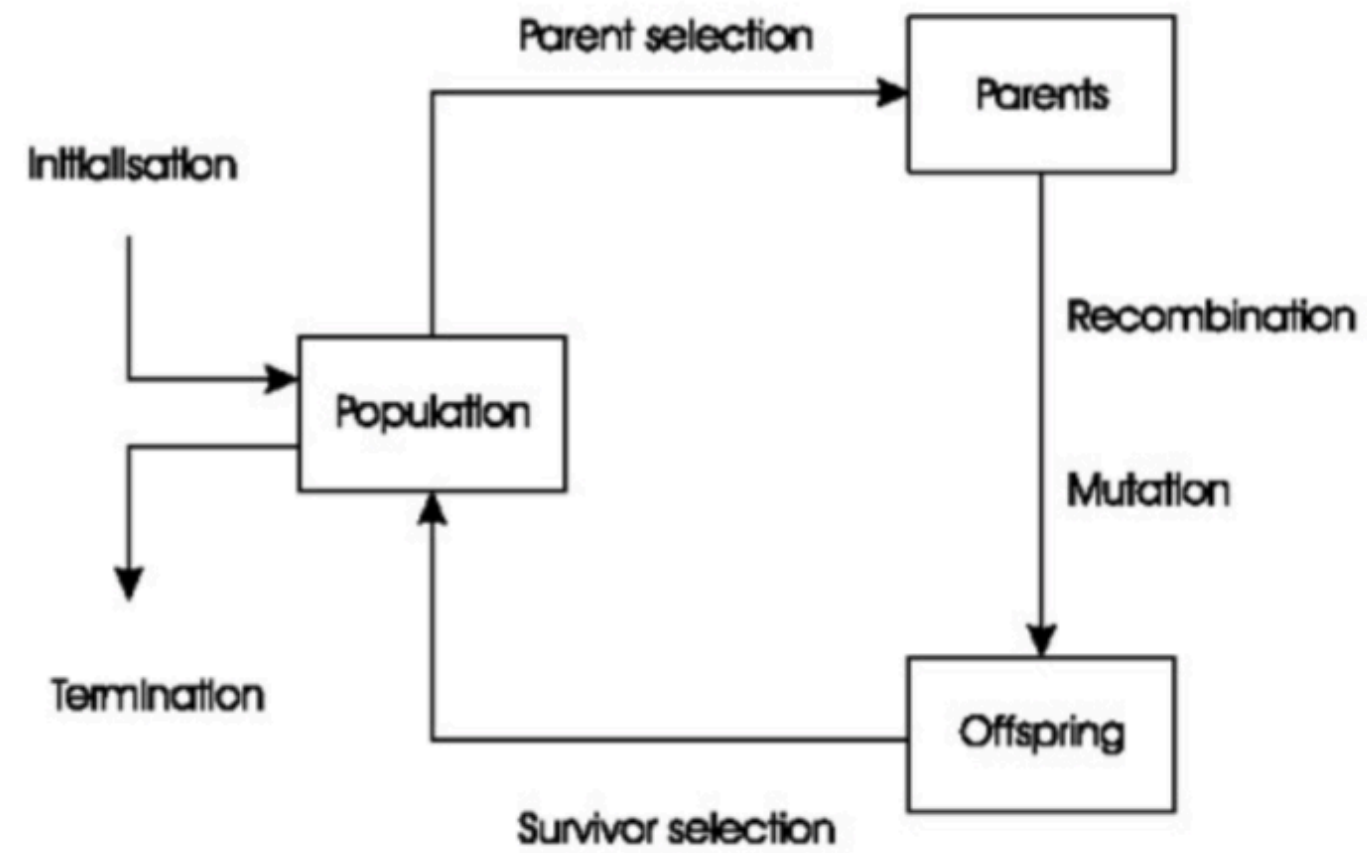 Parent selection
Parents
Initialisation
Recombination
Population
Mutation
Termination
Offspring
Survivor selection